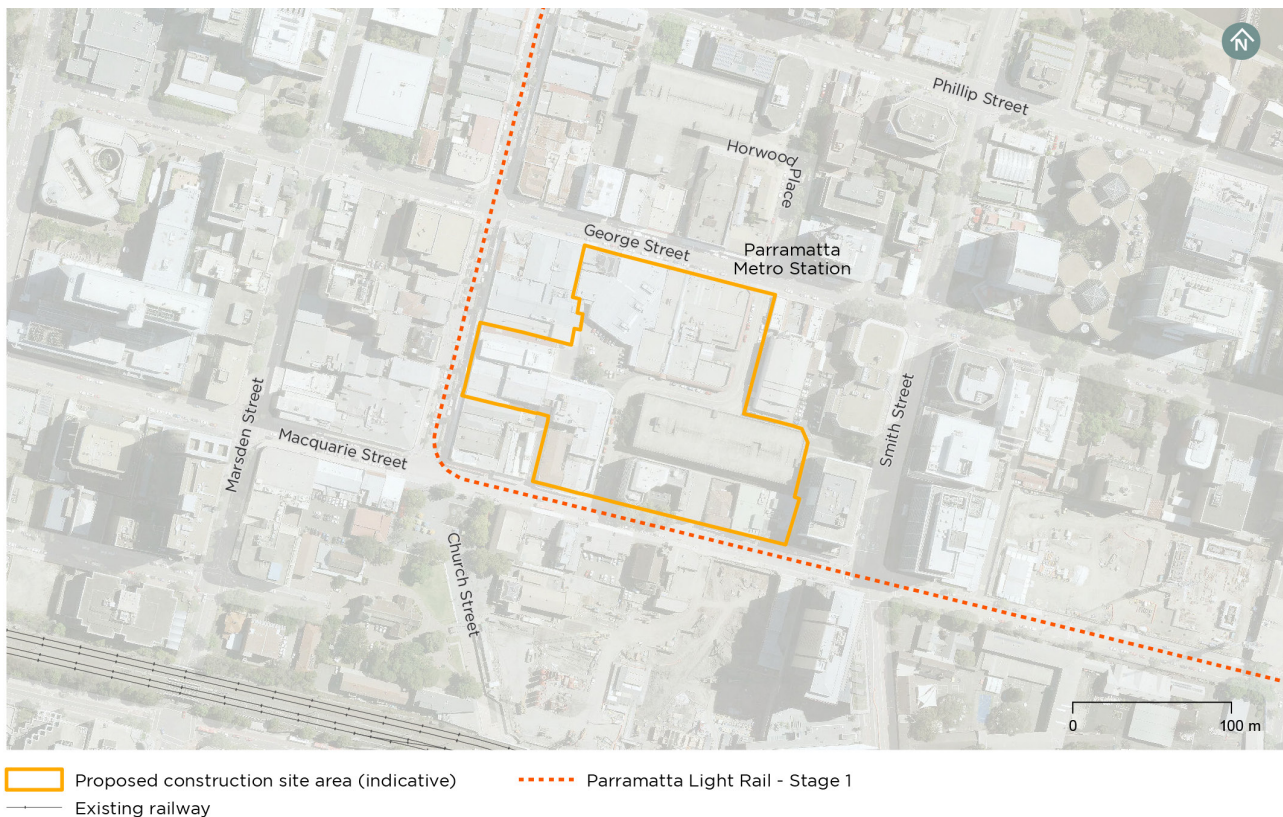 N
Phillip Street
Horwood Place
George Street
Parramatta
Metro Station
Marsden Street
Smith Street
Macquarie Street
Church Street
0 100 m
Proposed construction site area (indicative)
Parramatta Light Rail - Stage 1
Existing railway